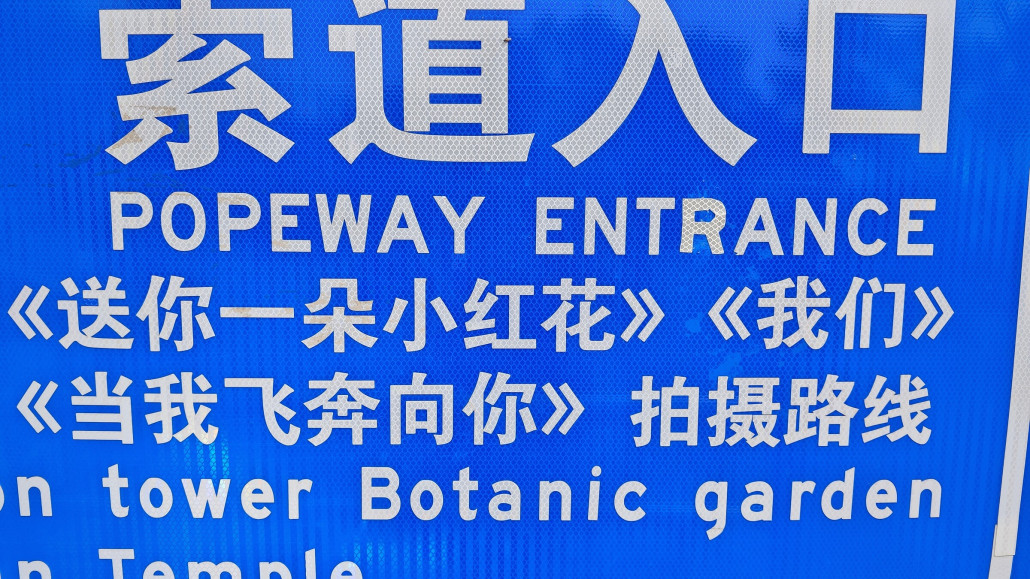 索道入口
POPEWAY ENTRANCE
《送你一朵小红花》《我们》
《当我飞奔向你》 拍摄路线
tower Botanic garden
Temple